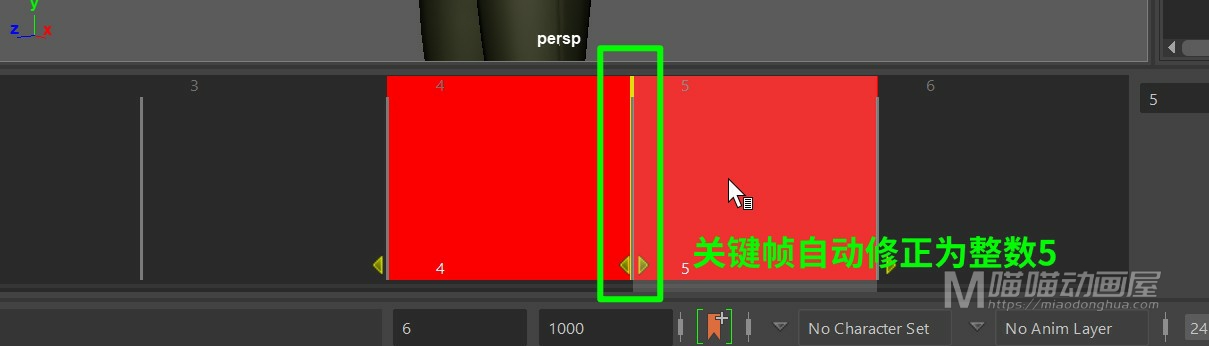 y
z x
persp
3 4 5 6
5
4 5
关键帧自动修正为整数5
M 喵喵动画屋
https://miaodonghua.com
6 1000 No Character Set No Anim Layer 24